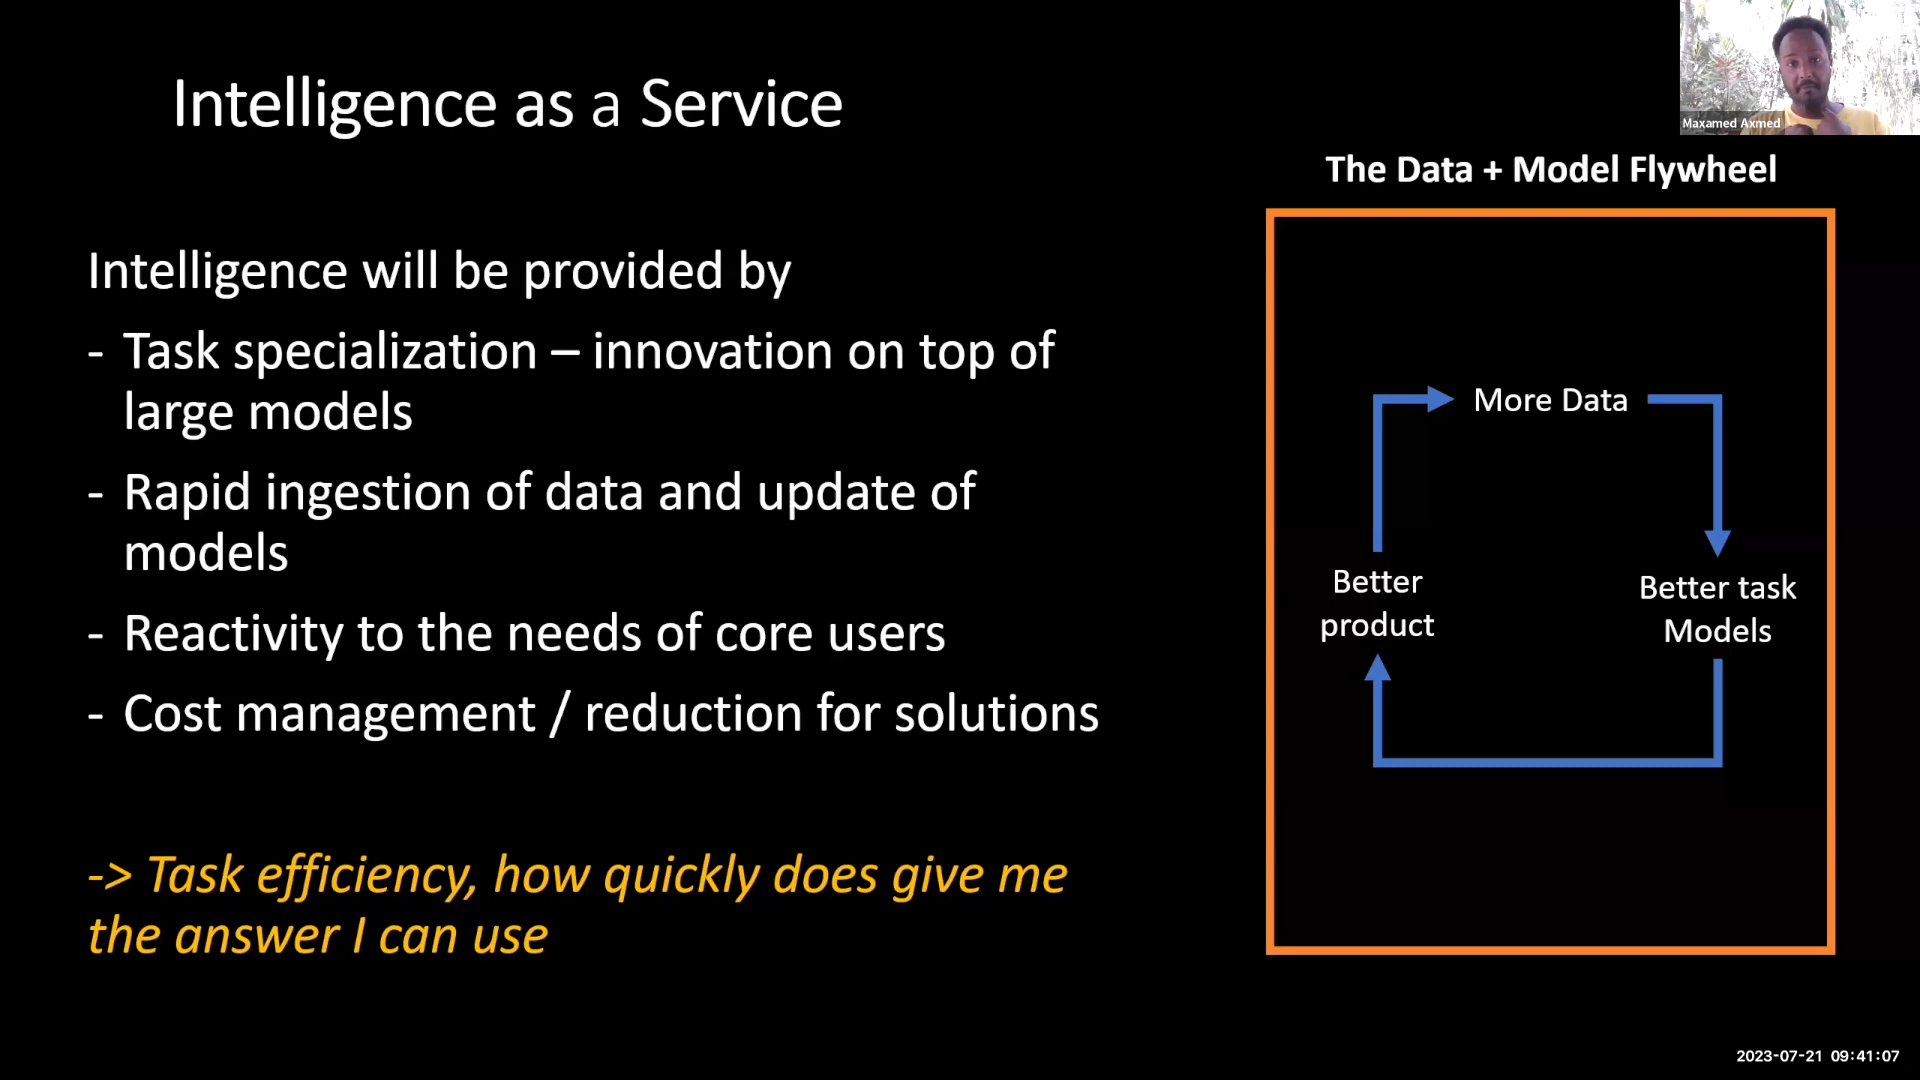 Intelligence as a Service
Maxamed Axmed
The Data + Model Flywheel
Intelligence will be provided by
- Task specialization – innovation on top of
large models
- Rapid ingestion of data and update of
models
- Reactivity to the needs of core users
- Cost management / reduction for solutions
-> Task efficiency, how quickly does give me
the answer I can use
More Data
Better task
Models
Better
product
2023-07-21 09:41:07